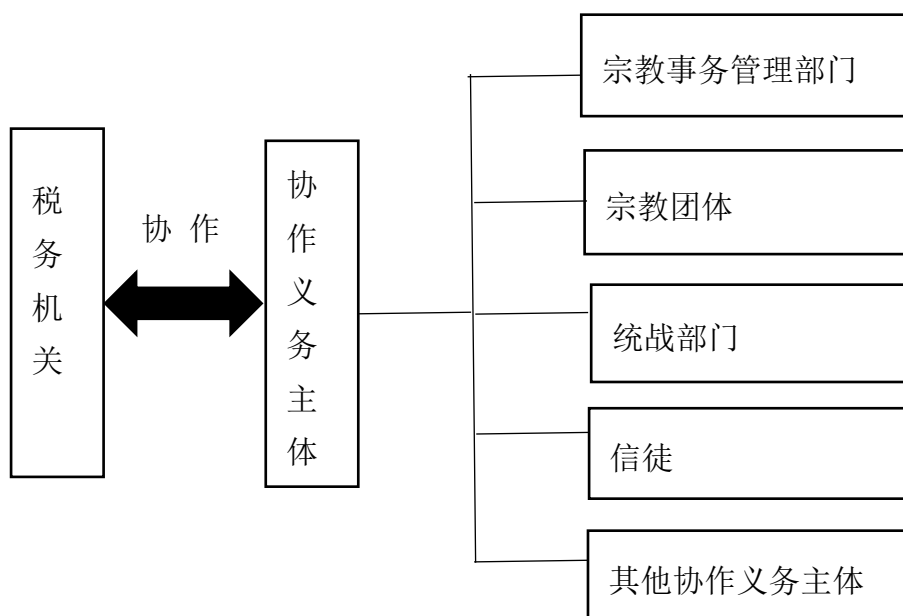 税务机关
协 作
协作义务主体
宗教事务管理部门
宗教团体
统战部门
信徒
其他协作义务主体